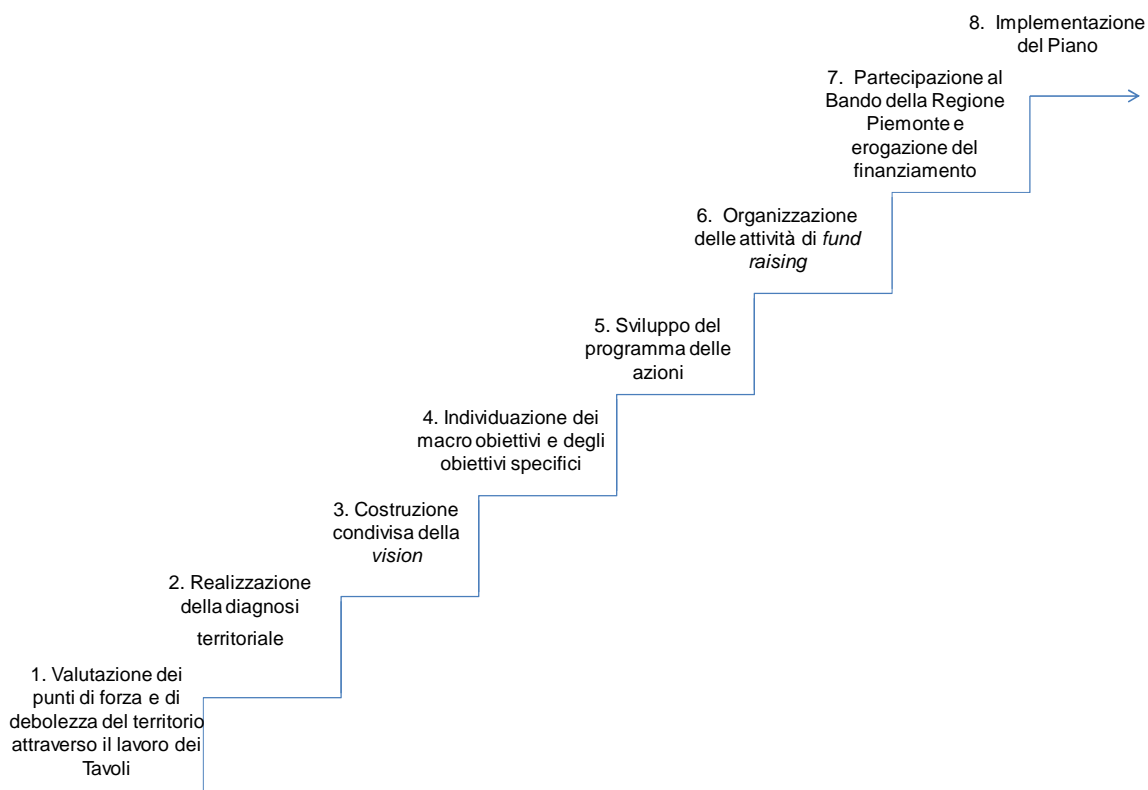 1. Valutazione dei
punti di forza e di
debolezza del territorio
attraverso il lavoro dei
Tavoli
2. Realizzazione
della diagnosi
territoriale
3. Costruzione
condivisa della
vision
4. Individuazione dei
macro obiettivi e degli
obiettivi specifici
5. Sviluppo del
programma delle
azioni
6. Organizzazione
delle attività di fund
raising
7. Partecipazione al
Bando della Regione
Piemonte e
erogazione del
finanziamento
8. Implementazione
del Piano